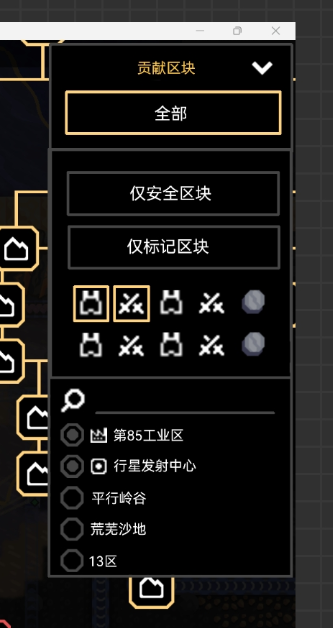 贡献区块
全部
仅安全区块
仅标记区块
第85工业区
行星发射中心
平行岭谷
荒芜沙地
13区